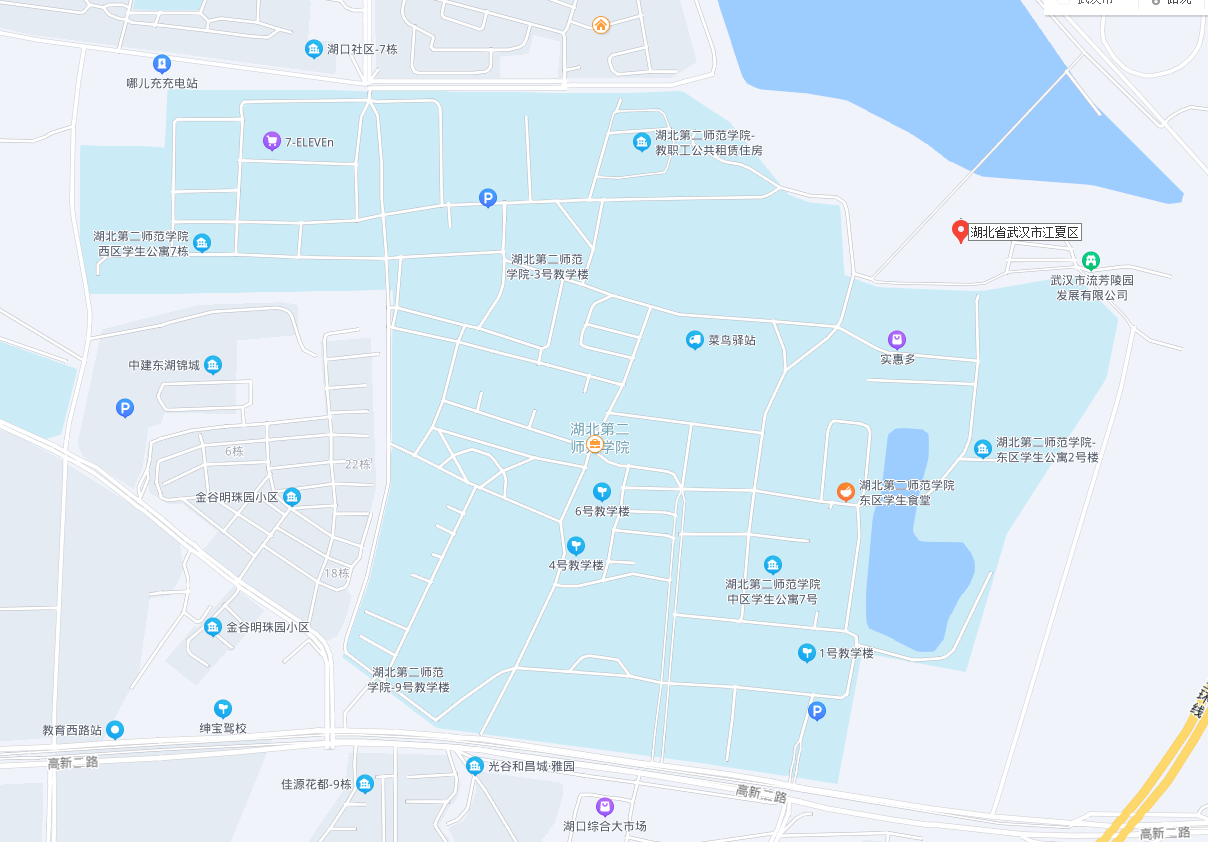 湖口社区-7栋
哪儿充充电站
7-ELEVEn
湖北第二师范学院-
教职工公共租赁住房
湖北第二师范学院
西区学生公寓7栋
湖北省武汉市江夏区
湖北第二师范
学院-3号教学楼
武汉市流芳陵园
发展有限公司
菜鸟驿站
实惠多
中建东湖锦城
湖北第二
师范学院
6栋
22栋
湖北第二师范学院-
东区学生公寓2号楼
金谷明珠园小区
湖北第二师范学院
东区学生食堂
6号教学楼
4号教学楼
18栋
湖北第二师范学院
中区学生公寓7号
金谷明珠园小区
1号教学楼
湖北第二师范
学院-9号教学楼
环线
教育西路站
绅宝驾校
高新二路
佳源花都-9栋
光谷和昌城·雅园
高新二路
湖口综合大市场
高新二路